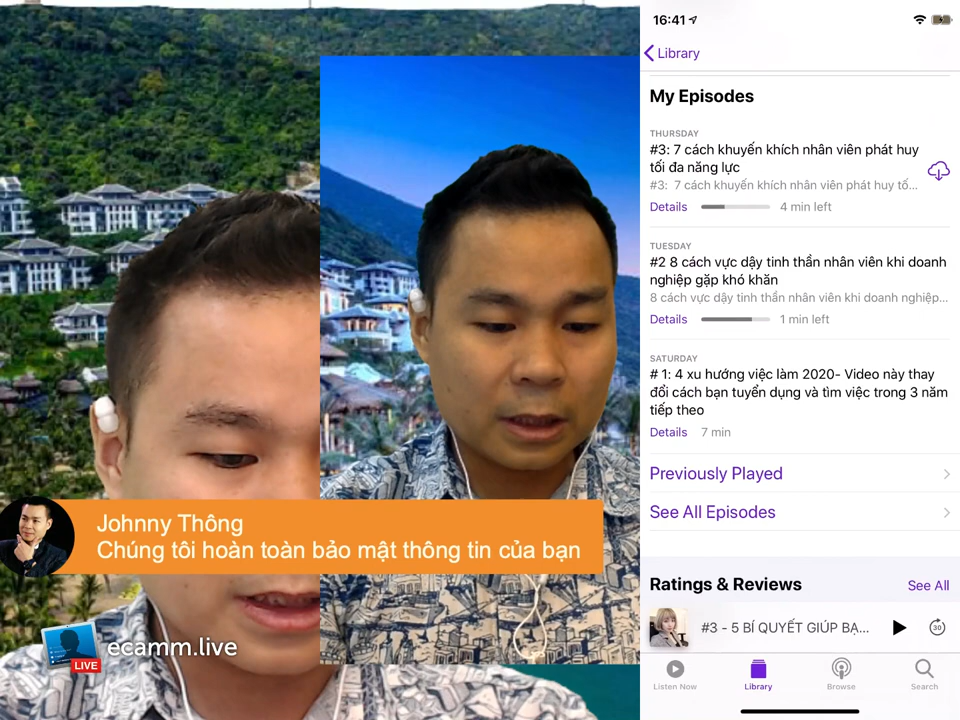 Johnny Thông
Chúng tôi hoàn toàn bảo mật thông tin của bạn
LIVE
ecamm.live
16:41
Library
My Episodes
THURSDAY
#3: 7 cách khuyến khích nhân viên phát huy
tối đa năng lực
#3: 7 cách khuyến khích nhân viên phát huy tố...
Details
4 min left
TUESDAY
#2 8 cách vực dậy tinh thần nhân viên khi doanh
nghiệp gặp khó khăn
8 cách vực dậy tinh thần nhân viên khi doanh nghiệp...
Details
1 min left
SATURDAY
# 1: 4 xu hướng việc làm 2020- Video này thay
đổi cách bạn tuyển dụng và tìm việc trong 3 năm
tiếp theo
Details
7 min
Previously Played
See All Episodes
Ratings & Reviews
See All
#3 - 5 BÍ QUYẾT GIÚP BẠ...
30
Listen Now
Library
Browse
Search